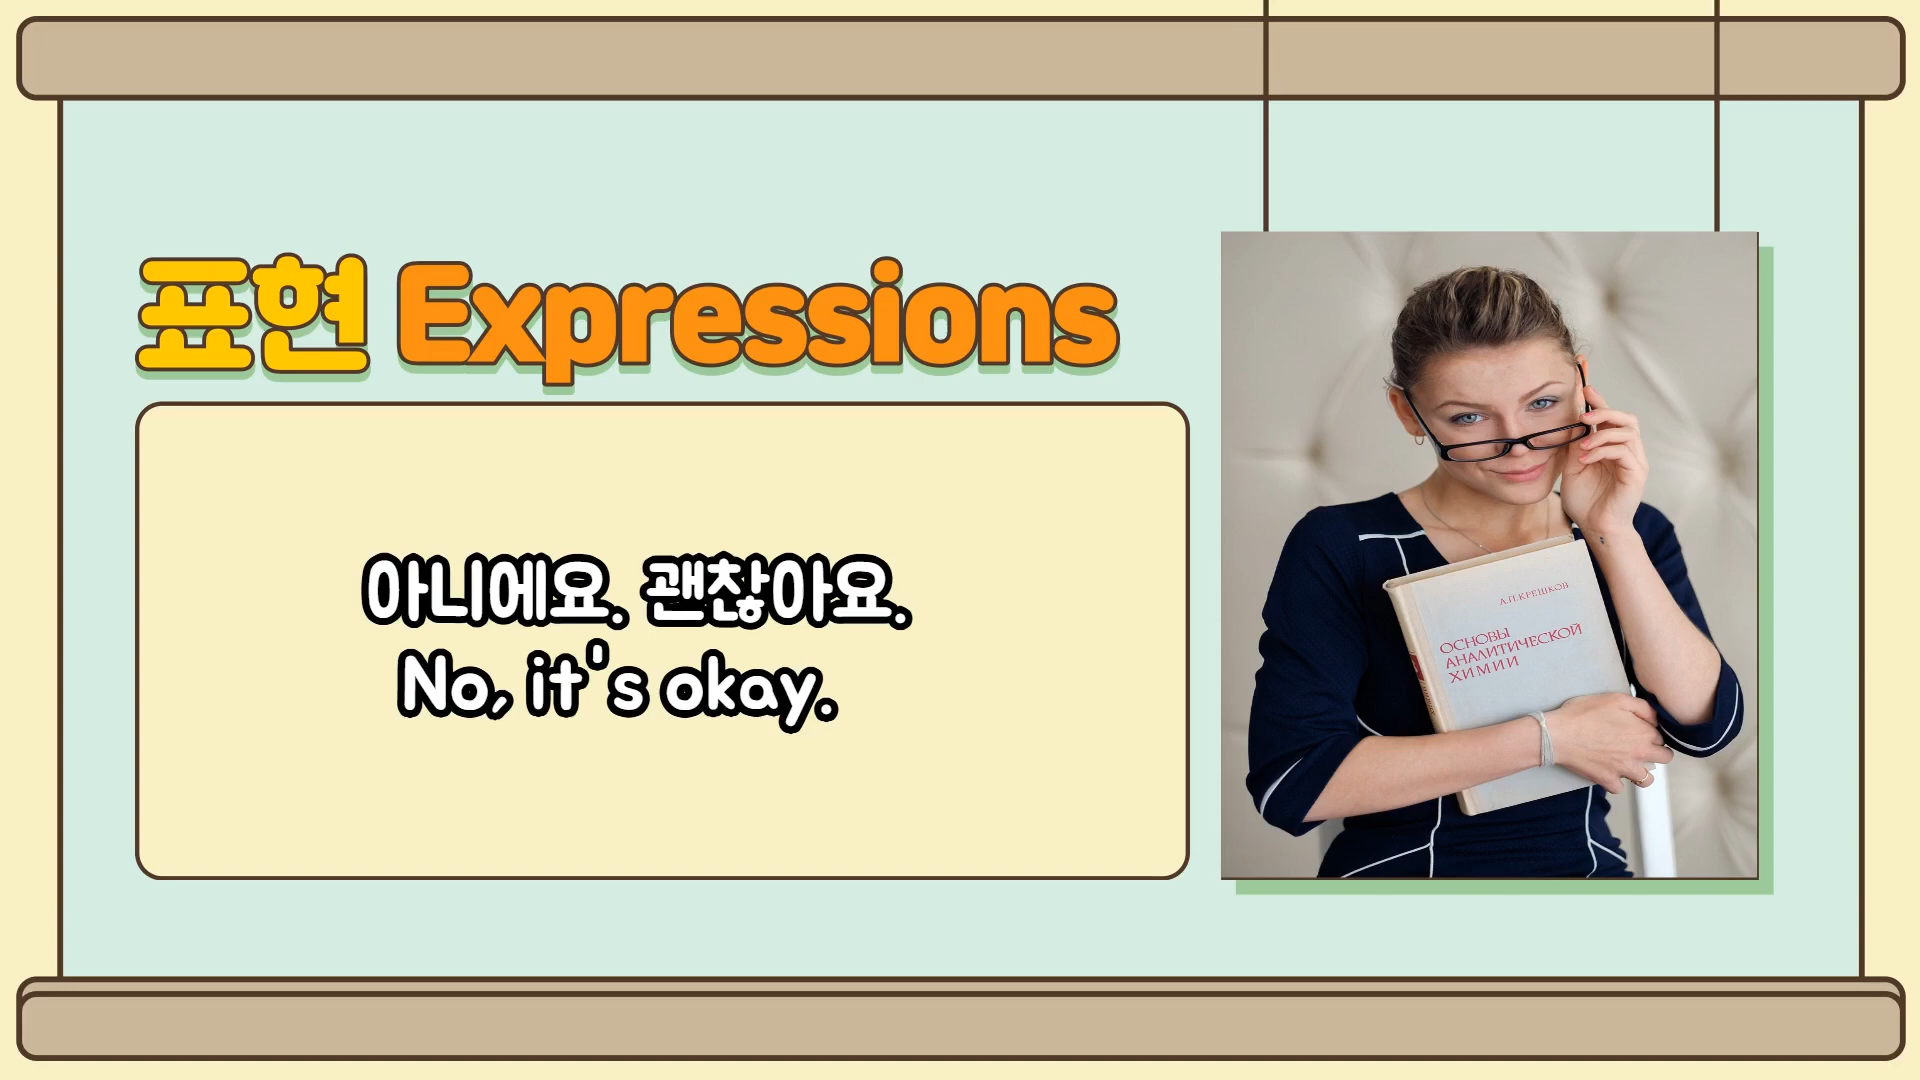 표현 Expressions
아니에요. 괜찮아요.
No, it's okay.
А.П.КРЕШКОВ
ОСНОВЫ
АНАЛИТИЧЕСКОЙ
ХИМИИ